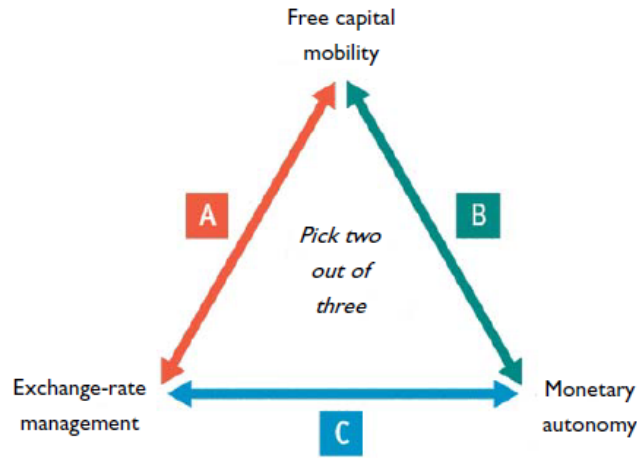 Free capital
mobility
A
B
Pick two
out of
three
Exchange-rate
management
Monetary
autonomy
C